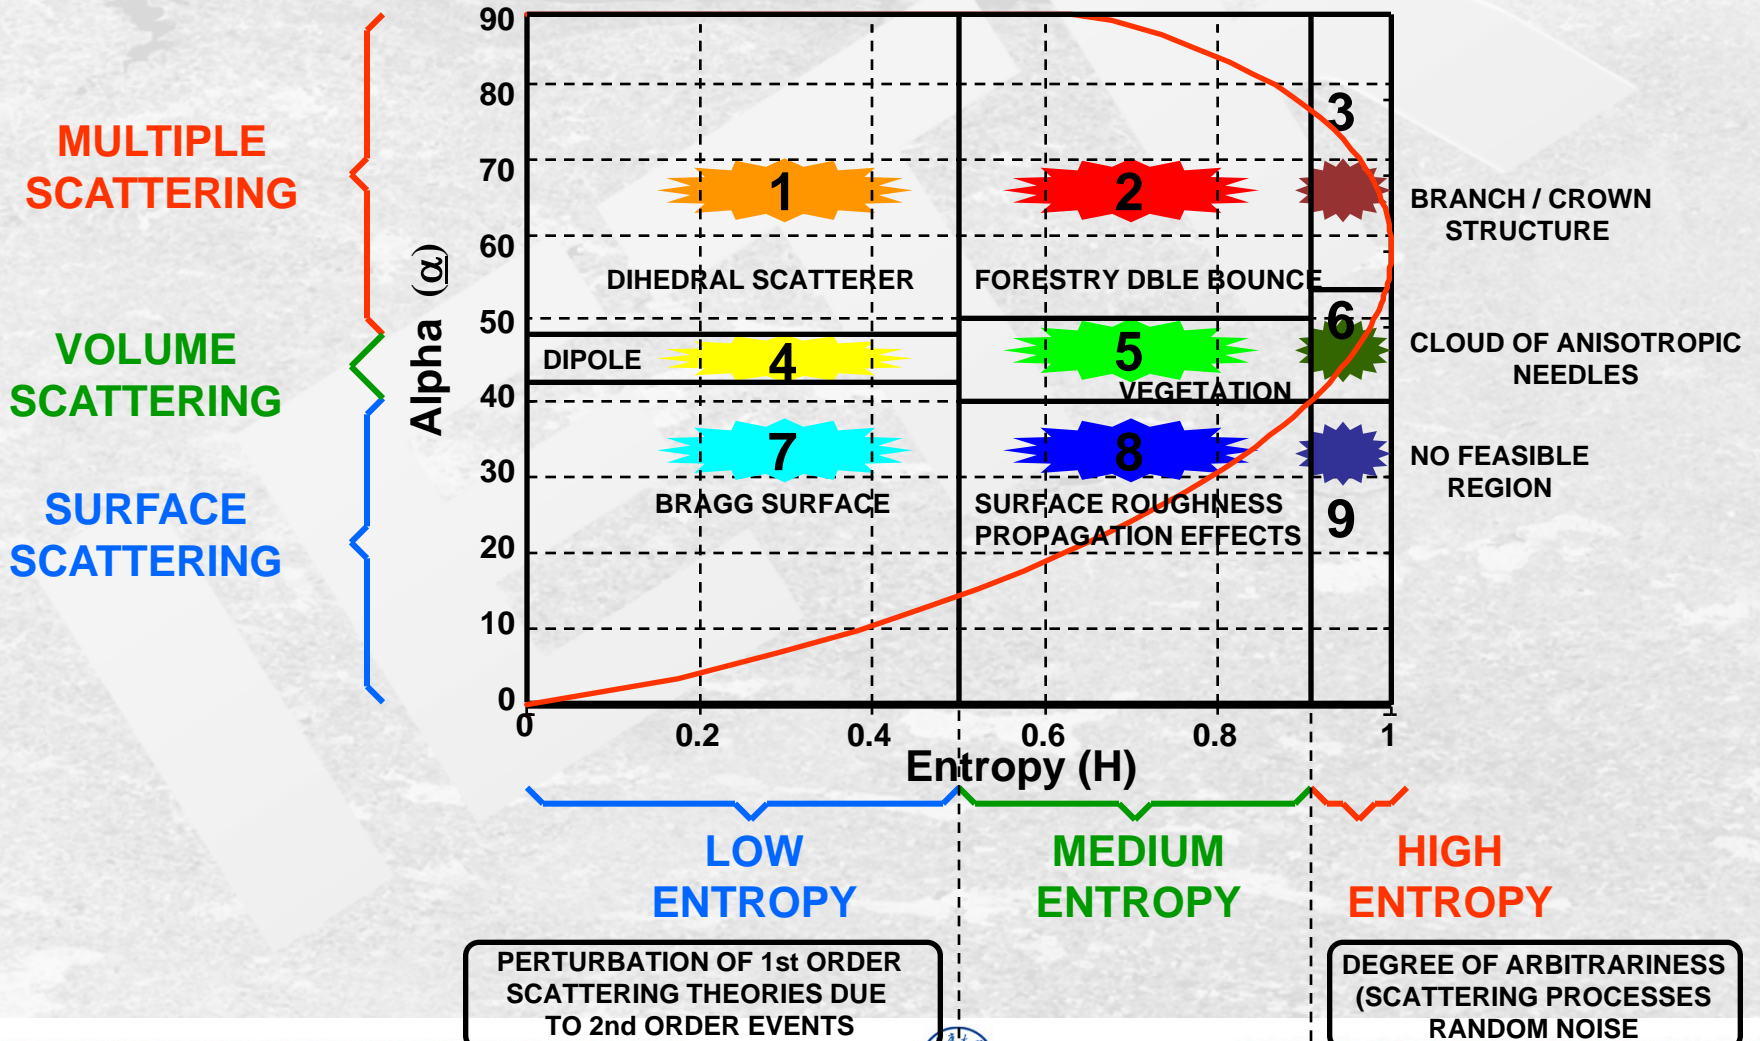 MULTIPLE
SCATTERING
VOLUME
SCATTERING
SURFACE
SCATTERING
Alpha (α)
90
80
70
60
50
40
30
20
10
0
1
2
3
DIHEDRAL SCATTERER
FORESTRY DBLE BOUNCE
BRANCH / CROWN
STRUCTURE
DIPOLE
4
5
6
VEGETATION
CLOUD OF ANISOTROPIC
NEEDLES
7
8
9
BRAGG SURFACE
SURFACE ROUGHNESS
PROPAGATION EFFECTS
NO FEASIBLE
REGION
0
0.2
0.4
0.6
0.8
1
Entropy (H)
LOW
ENTROPY
MEDIUM
ENTROPY
HIGH
ENTROPY
PERTURBATION OF 1st ORDER
SCATTERING THEORIES DUE
TO 2nd ORDER EVENTS
DEGREE OF ARBITRARINESS
(SCATTERING PROCESSES
RANDOM NOISE